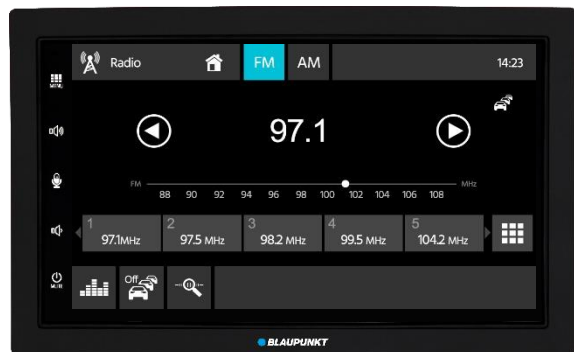 Radio FM AM 14:23
MENU
97.1
FM 88 90 92 94 96 98 100 102 104 106 108 MHz
1 2 3 4 5
97.1MHz 97.5 MHz 98.2 MHz 99.5 MHz 104.2 MHz
Off
BLAUPUNKT